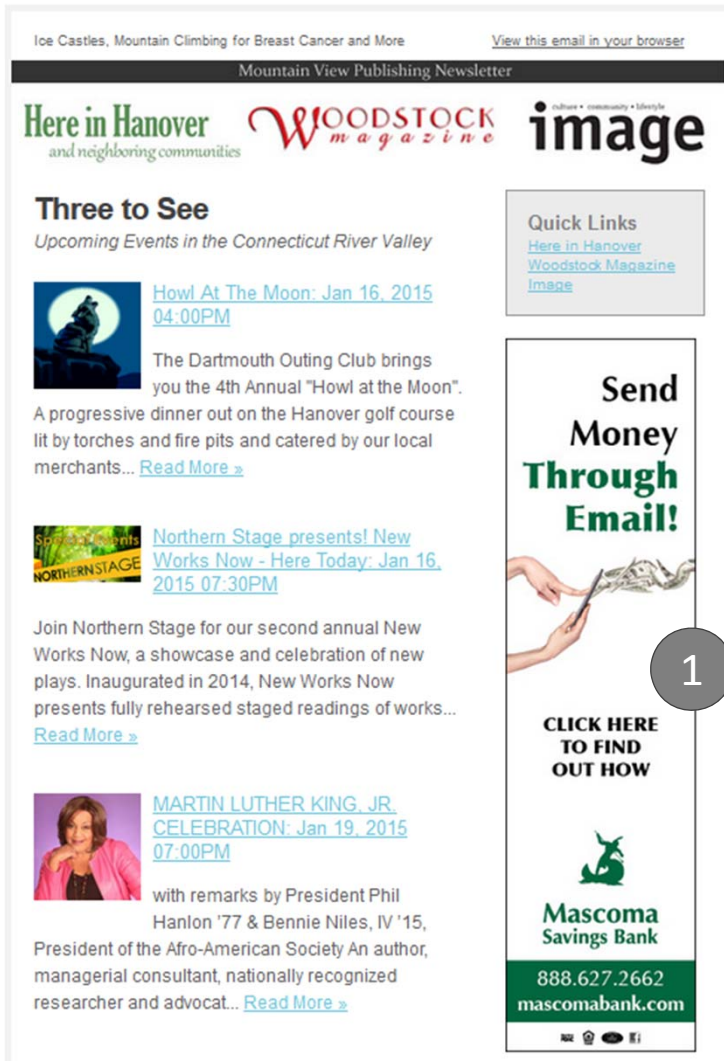 Ice Castles, Mountain Climbing for Breast Cancer and More
View this email in your browser
Mountain View Publishing Newsletter
Here in Hanover
and neighboring communities
WOODSTOCK
magazine
culture • community • lifestyle
image
Three to See
Upcoming Events in the Connecticut River Valley
Howl At The Moon: Jan 16, 2015
04:00PM
The Dartmouth Outing Club brings
you the 4th Annual "Howl at the Moon".
A progressive dinner out on the Hanover golf course
lit by torches and fire pits and catered by our local
merchants... Read More »
Special Events
NORTHERN STAGE
Northern Stage presents! New
Works Now - Here Today: Jan 16,
2015 07:30PM
Join Northern Stage for our second annual New
Works Now, a showcase and celebration of new
plays. Inaugurated in 2014, New Works Now
presents fully rehearsed staged readings of works...
Read More »
MARTIN LUTHER KING, JR.
CELEBRATION: Jan 19, 2015
07:00PM
with remarks by President Phil
Hanlon '77 & Bennie Niles, IV '15,
President of the Afro-American Society An author,
managerial consultant, nationally recognized
researcher and advocat... Read More »
Quick Links
Here in Hanover
Woodstock Magazine
Image
Send
Money
Through
Email!
1
CLICK HERE
TO FIND
OUT HOW
Mascoma
Savings Bank
888.627.2662
mascomabank.com